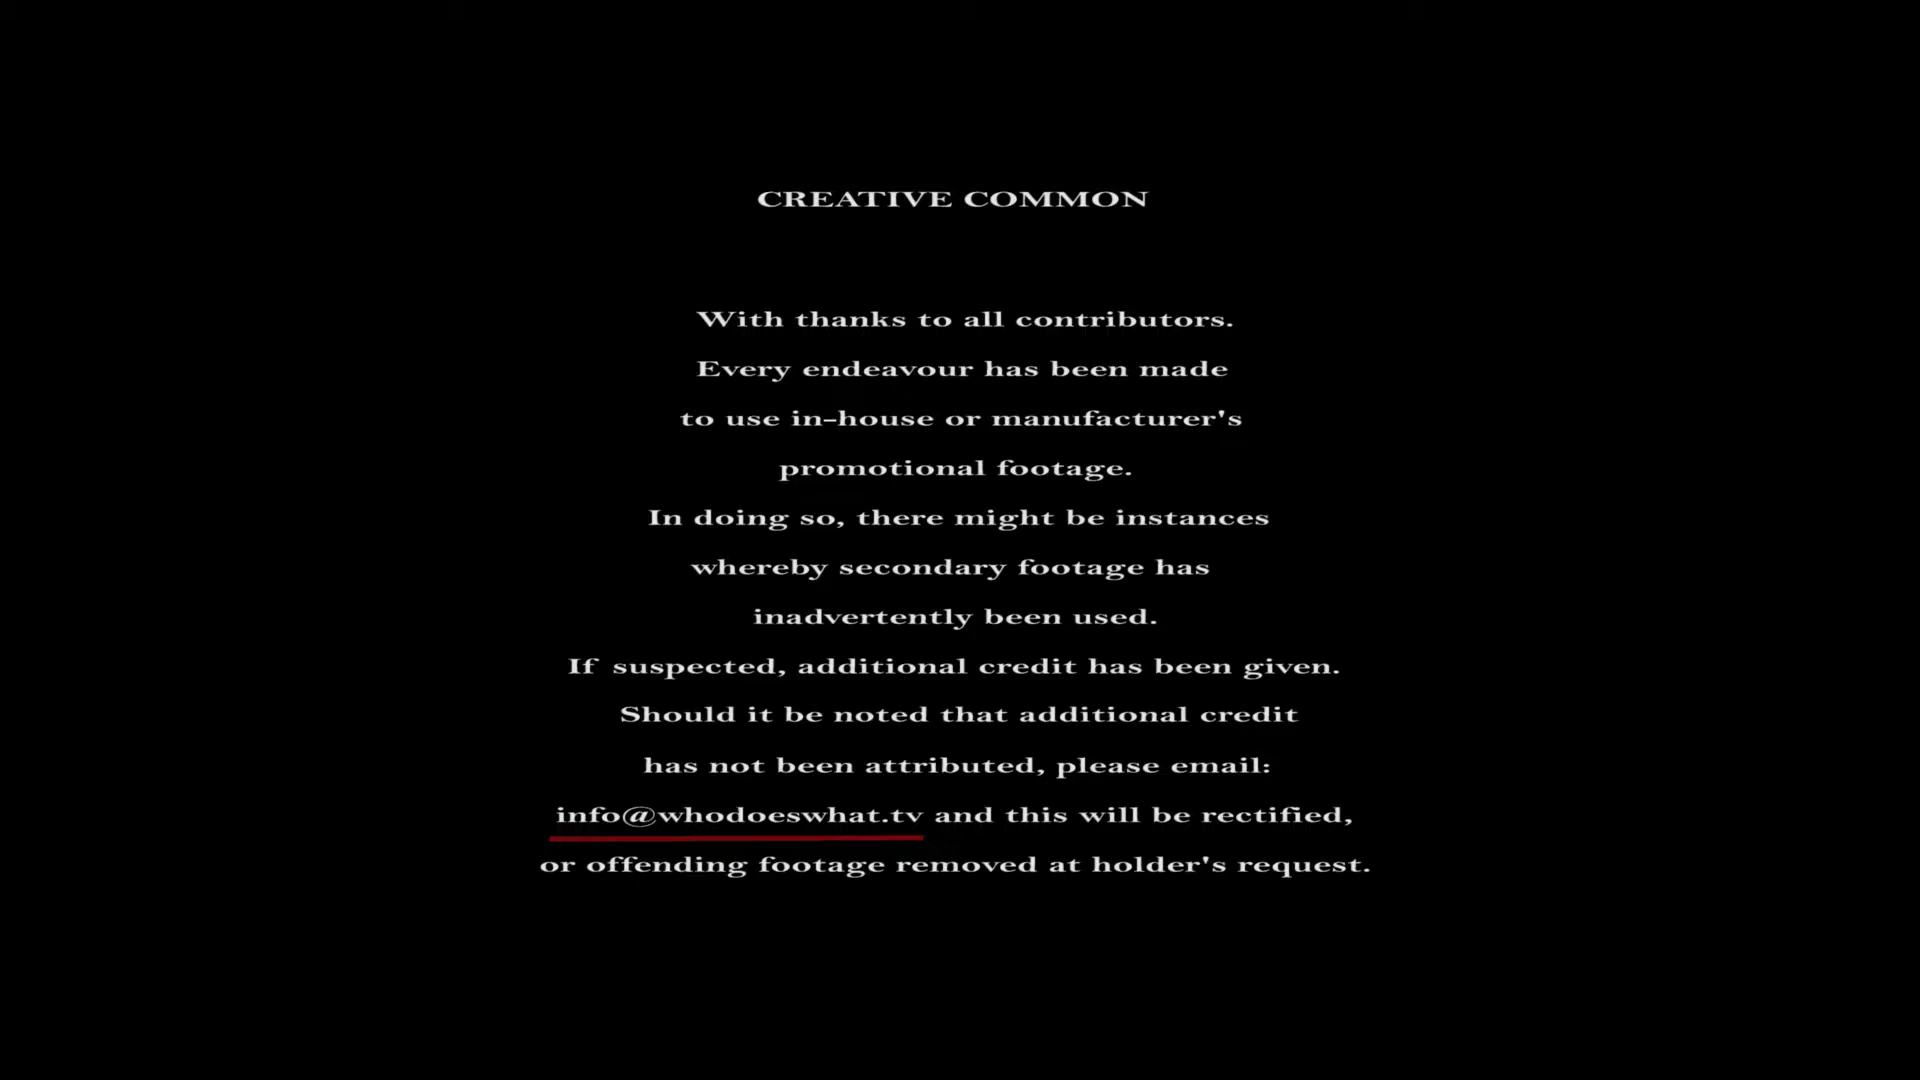 CREATIVE COMMON
With thanks to all contributors.
Every endeavour has been made
to use in-house or manufacturer's
promotional footage.
In doing so, there might be instances
whereby secondary footage has
inadvertently been used.
If suspected, additional credit has been given.
Should it be noted that additional credit
has not been attributed, please email:
info@whodoeswhat.tv and this will be rectified,
or offending footage removed at holder's request.